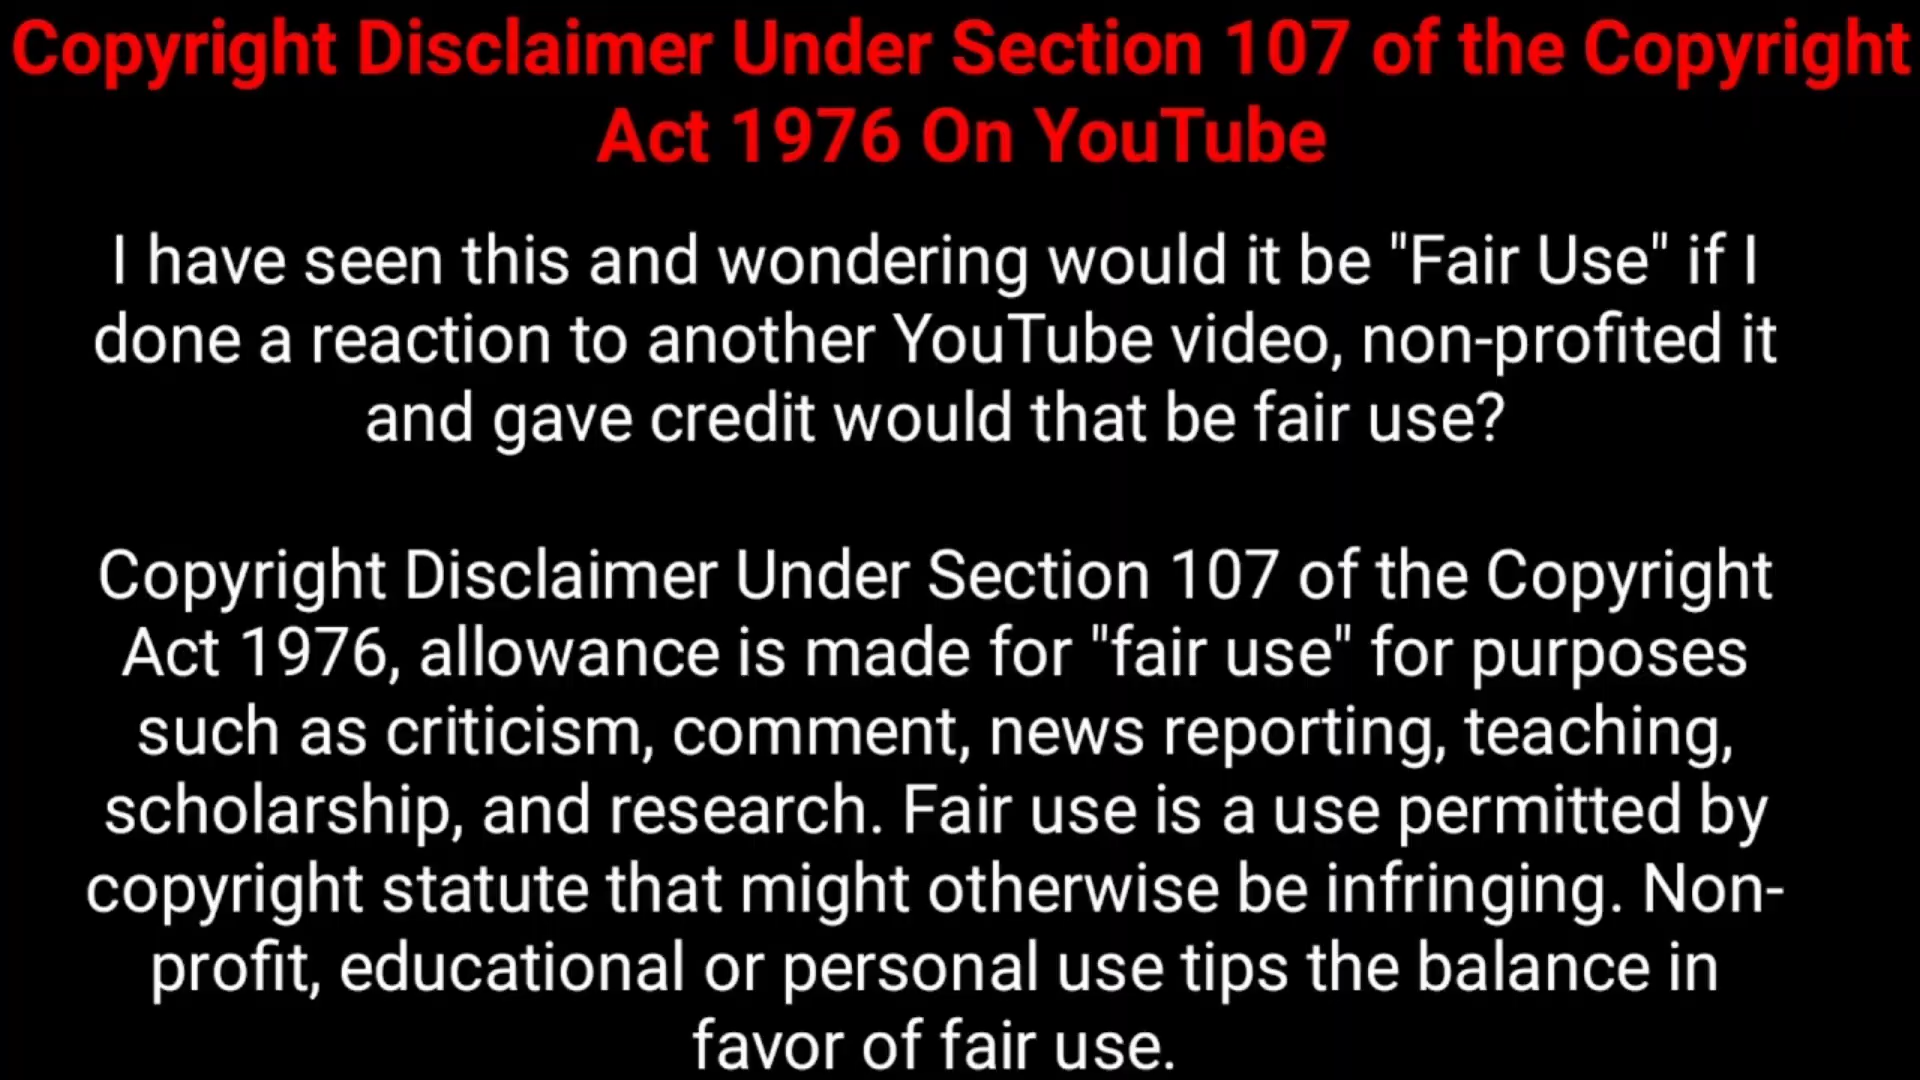 Copyright Disclaimer Under Section 107 of the Copyright
Act 1976 On YouTube
I have seen this and wondering would it be "Fair Use" if I
done a reaction to another YouTube video, non-profited it
and gave credit would that be fair use?
Copyright Disclaimer Under Section 107 of the Copyright
Act 1976, allowance is made for "fair use" for purposes
such as criticism, comment, news reporting, teaching,
scholarship, and research. Fair use is a use permitted by
copyright statute that might otherwise be infringing. Non-
profit, educational or personal use tips the balance in
favor of fair use.